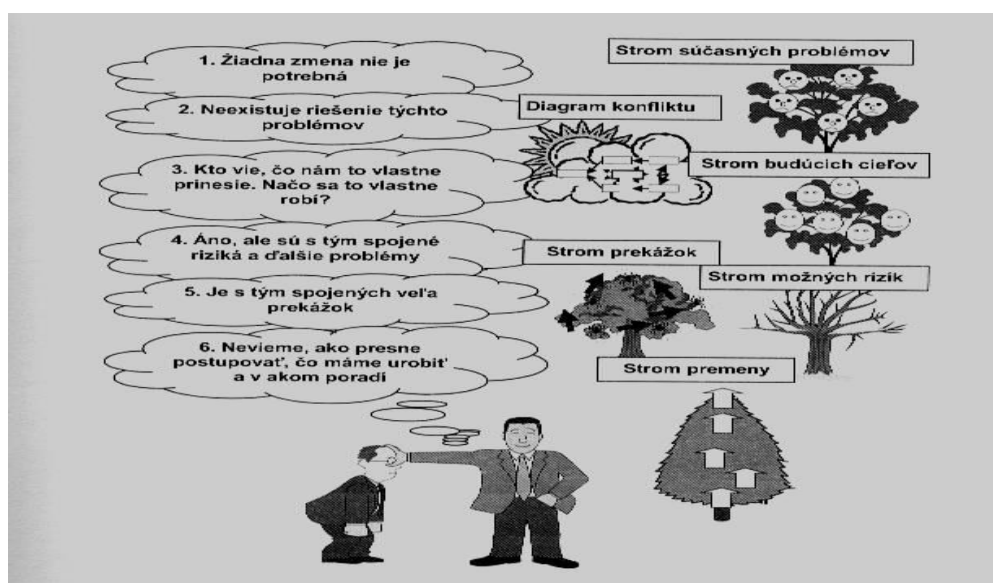 1. Žiadna zmena nie je
potrebná
2. Neexistuje riešenie týchto
problémov
3. Kto vie, čo nám to vlastne
prinesie. Načo sa to vlastne
robí?
4. Áno, ale sú s tým spojené
riziká a ďalšie problémy
5. Je s tým spojených veľa
prekážok
6. Nevieme, ako presne
postupovať, čo máme urobiť
a v akom poradí
Strom súčasných problémov
Diagram konfliktu
Strom budúcich cieľov
Strom prekážok
Strom možných rizík
Strom premeny